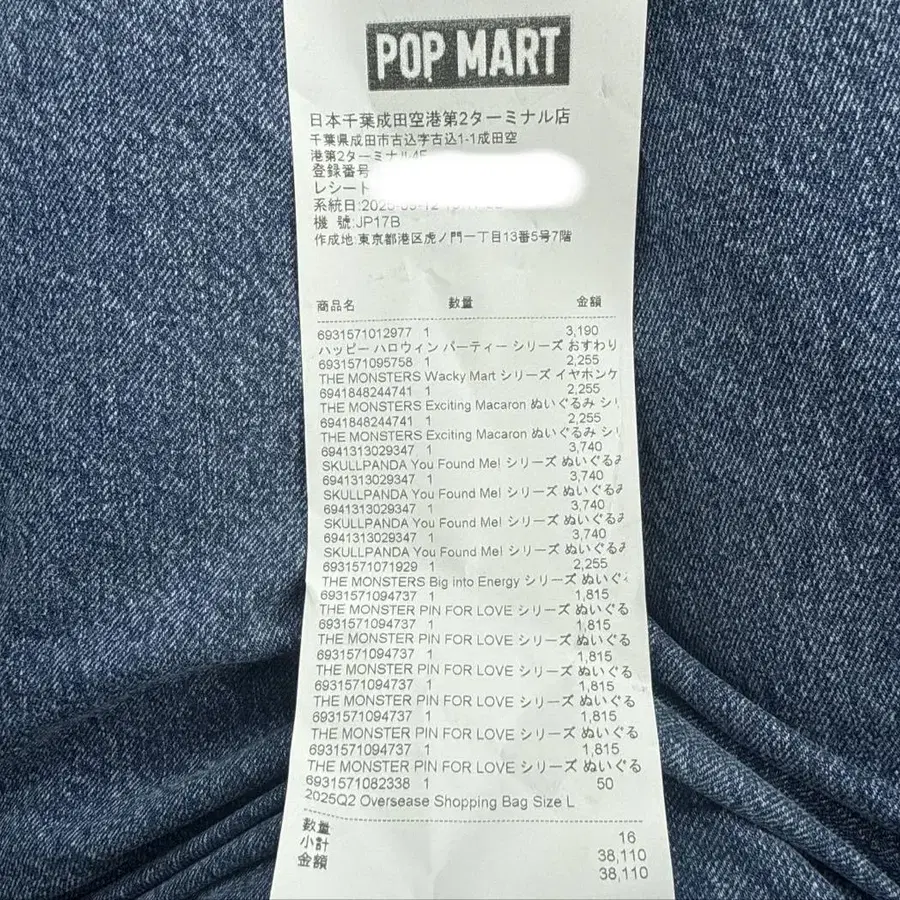 POP MART
日本千葉成田空港第2ターミナル店
千葉県成田市古込字古込1-1成田空
港第2ターミナル4F
登録番号
レシート
系統日:2025-
機 號:JP17B
作成地:東京都港区虎ノ門一丁目13番5号7階
商品名 数量 金額
6931571012977 1 3,190
ハッピー ハロウィン パーティー シリーズ おすわり
6931571095758 1 2,255
THE MONSTERS Wacky Mart シリーズ イヤホンケ
6941848244741 1 2,255
THE MONSTERS Exciting Macaron ぬいぐるみ シリ
6941848244741 1 2,255
THE MONSTERS Exciting Macaron ぬいぐるみ シリ
6941313029347 1 3,740
SKULLPANDA You Found Me! シリーズ ぬいぐるみ
6941313029347 1 3,740
SKULLPANDA You Found Me! シリーズ ぬいぐるみ
6941313029347 1 3,740
SKULLPANDA You Found Me! シリーズ ぬいぐるみ
6941313029347 1 3,740
SKULLPANDA You Found Me! シリーズ ぬいぐるみ
6931571071929 1 2,255
THE MONSTERS Big into Energy シリーズ ぬいぐ
6931571094737 1 1,815
THE MONSTER PIN FOR LOVE シリーズ ぬいぐる
6931571094737 1 1,815
THE MONSTER PIN FOR LOVE シリーズ ぬいぐる
6931571094737 1 1,815
THE MONSTER PIN FOR LOVE シリーズ ぬいぐる
6931571094737 1 1,815
THE MONSTER PIN FOR LOVE シリーズ ぬいぐる
6931571094737 1 1,815
THE MONSTER PIN FOR LOVE シリーズ ぬいぐる
6931571094737 1 1,815
THE MONSTER PIN FOR LOVE シリーズ ぬいぐる
6931571082338 1 50
2025Q2 Oversease Shopping Bag Size L
数量 16
小計 38,110
金額 38,110